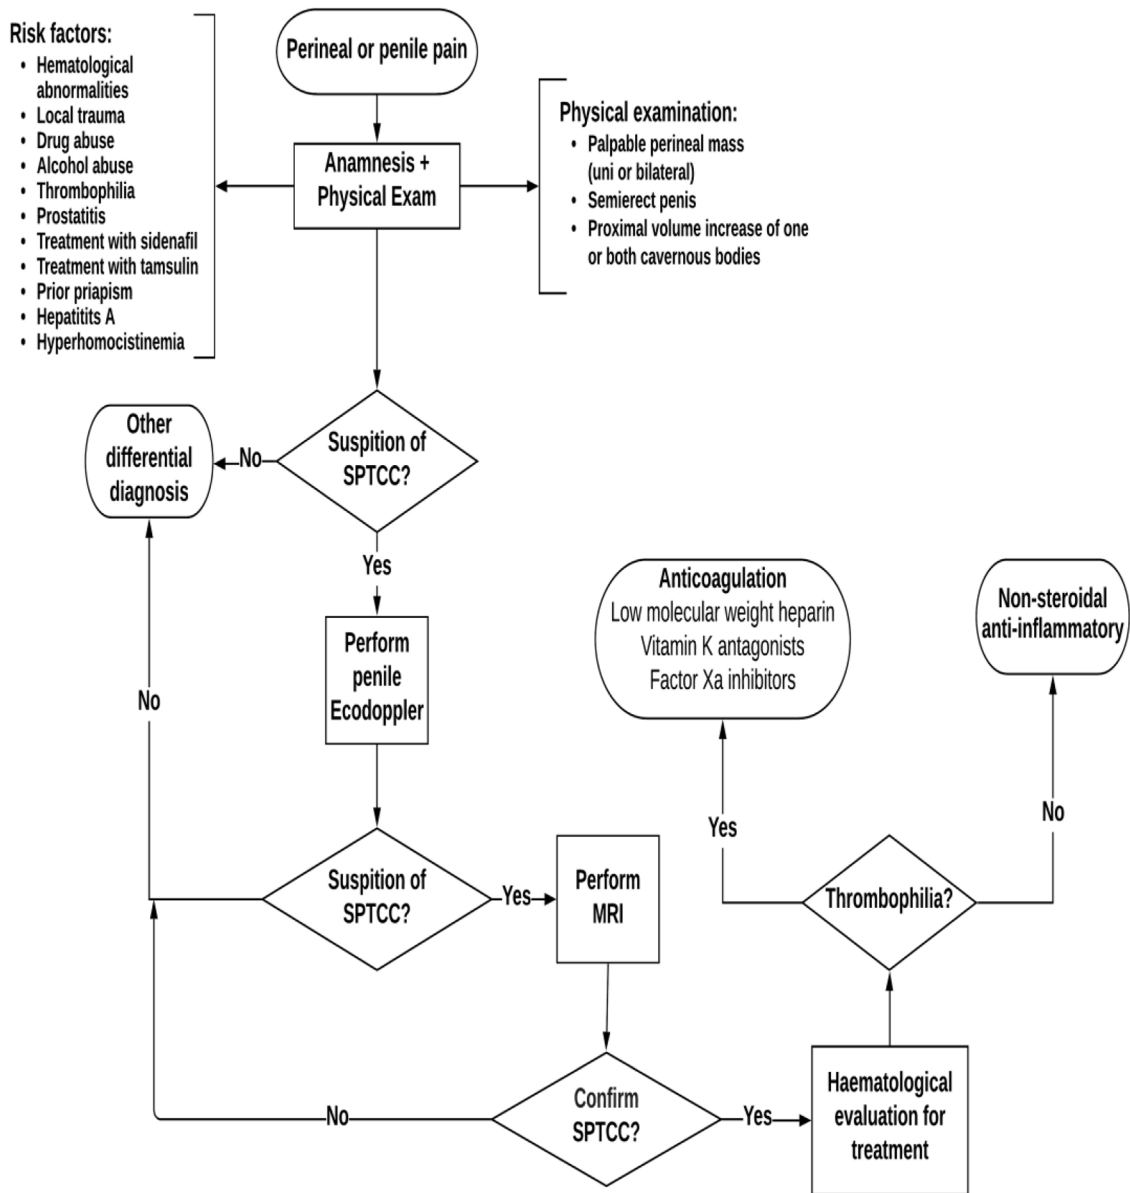 Risk factors:
• Hematological
abnormalities
• Local trauma
• Drug abuse
• Alcohol abuse
• Thrombophilia
• Prostatitis
• Treatment with sidenafil
• Treatment with tamsulin
• Prior priapism
• Hepatitits A
• Hyperhomocistinemia
Perineal or penile pain
Anamnesis +
Physical Exam
Physical examination:
• Palpable perineal mass
(uni or bilateral)
• Semierect penis
• Proximal volume increase of one
or both cavernous bodies
Suspition of
SPTCC?
No
Other
differential
diagnosis
Yes
Perform
penile
Ecodoppler
No
Suspition of
SPTCC?
Yes
Perform
MRI
Confirm
SPTCC?
No
Yes
Haematological
evaluation for
treatment
Thrombophilia?
Yes
No
Anticoagulation
Low molecular weight heparin
Vitamin K antagonists
Factor Xa inhibitors
Non-steroidal
anti-inflammatory